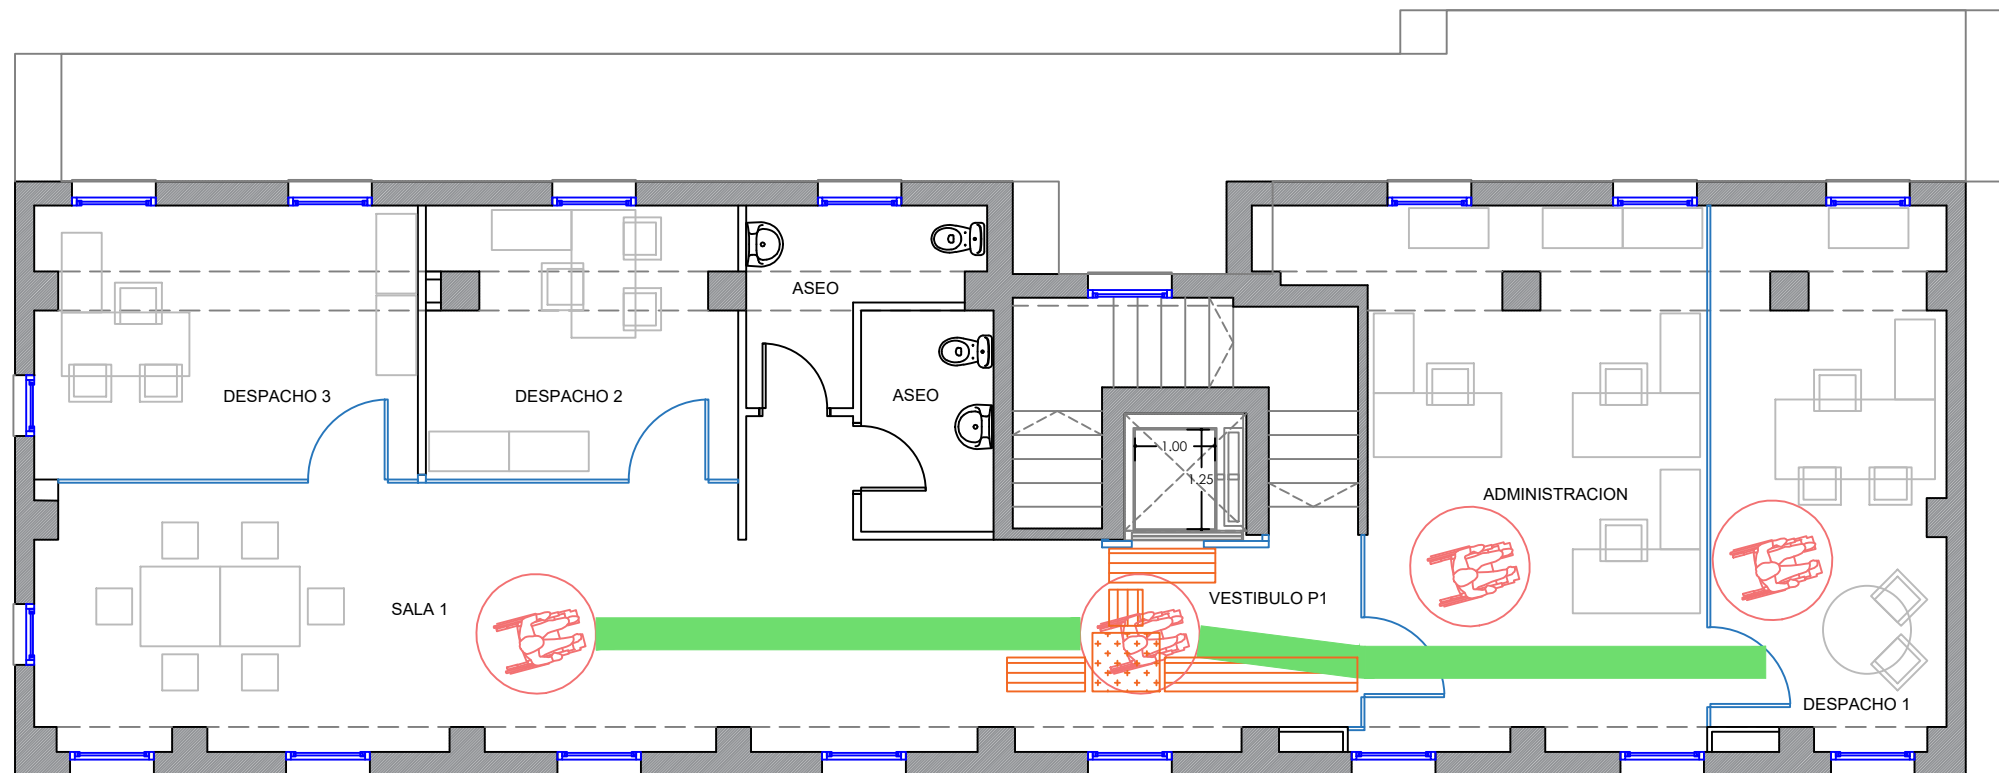 ASEO
DESPACHO 3
DESPACHO 2
ASEO
1.00
1.25
ADMINISTRACION
SALA 1
VESTIBULO P1
DESPACHO 1